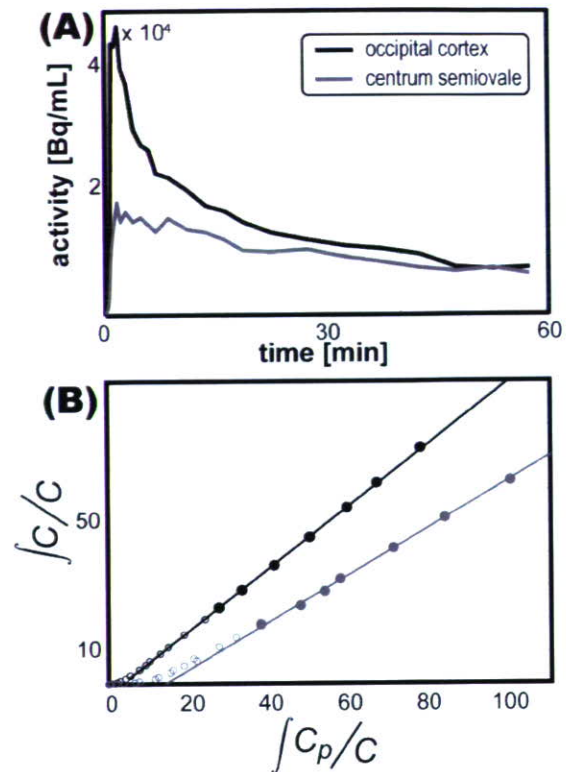 (A)
x 10⁴
occipital cortex
centrum semiovale
activity [Bq/mL]
4
2
0
30
60
time [min]
(B)
∫C/C
50
10
0
20
40
60
80
100
∫Cₚ/C